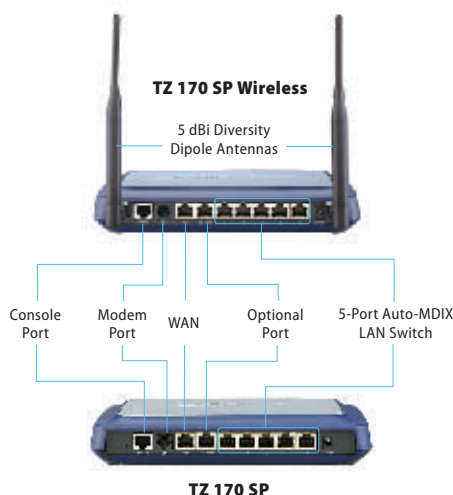 TZ 170 SP Wireless
5 dBi Diversity
Dipole Antennas
Console
Port
Modem
Port
WAN
Optional
Port
5-Port Auto-MDIX
LAN Switch
TZ 170 SP